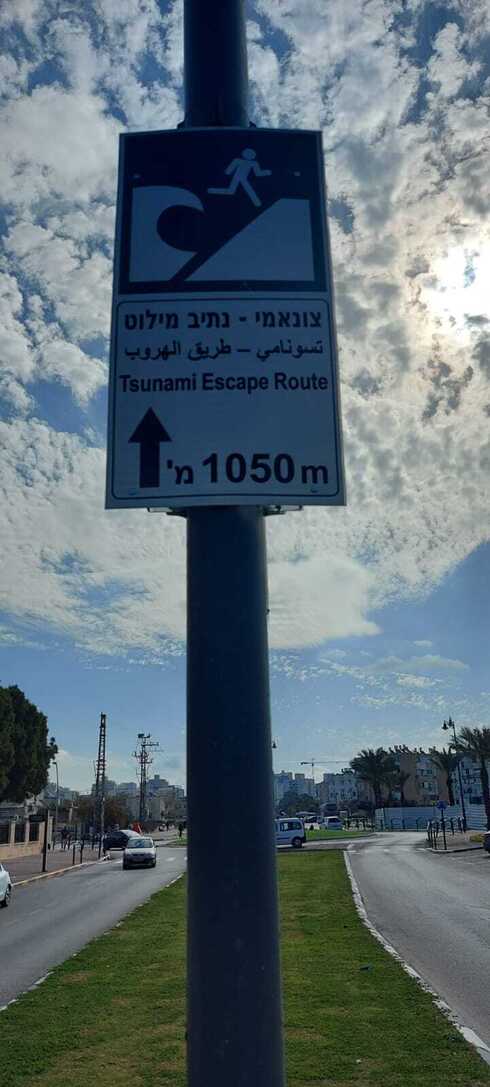 צונאמי - נתיב מילוט
تسونامي – طريق الهروب
Tsunami Escape Route
1050 m מ'